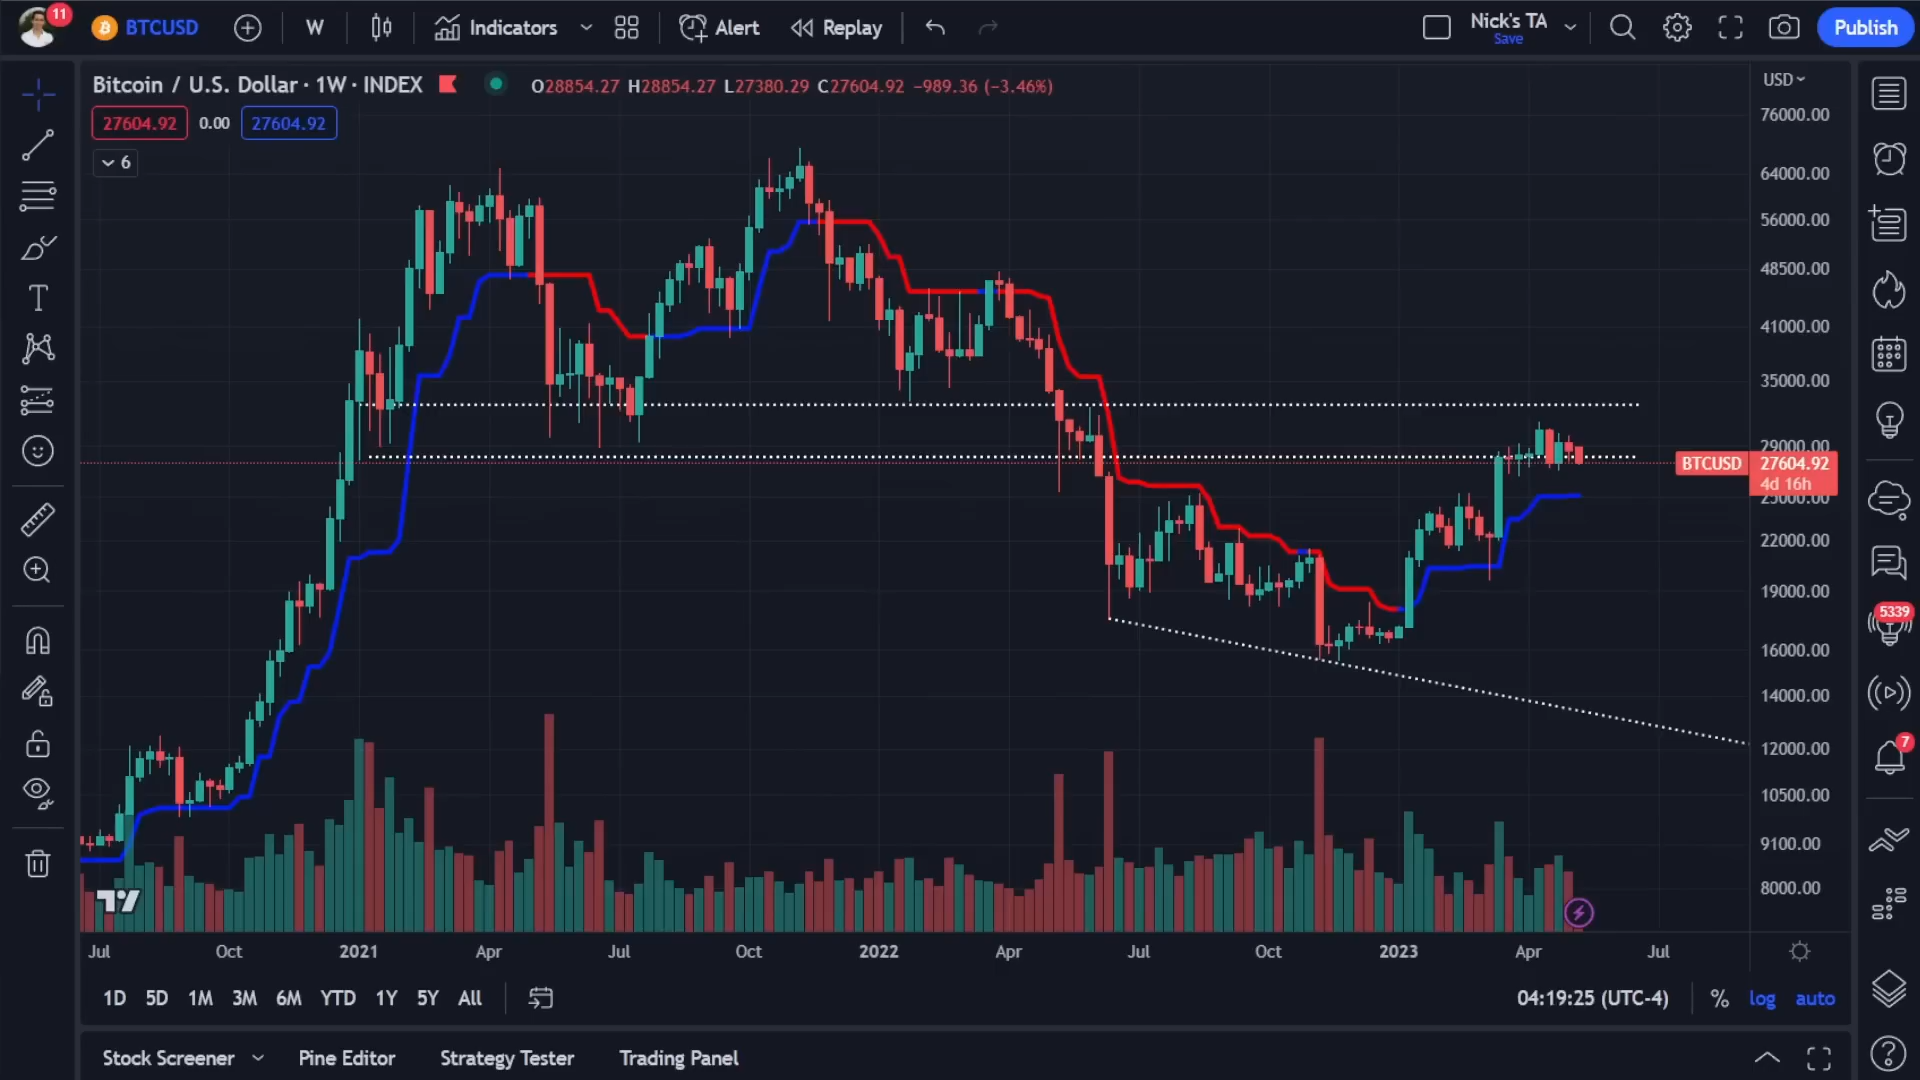 11
BTCUSD
W
Indicators
Alert
Replay
Nick's TA
Save
Publish
Bitcoin / U.S. Dollar · 1W · INDEX
O28854.27 H28854.27 L27380.29 C27604.92 −989.36 (−3.46%)
27604.92 0.00 27604.92
6
USD
76000.00
64000.00
56000.00
48500.00
41000.00
35000.00
29000.00
BTCUSD 27604.92
4d 16h
25000.00
22000.00
19000.00
16000.00
14000.00
12000.00
10500.00
9100.00
8000.00
5339
7
Jul Oct 2021 Apr Jul Oct 2022 Apr Jul Oct 2023 Apr Jul
1D 5D 1M 3M 6M YTD 1Y 5Y All
04:19:25 (UTC-4) % log auto
Stock Screener Pine Editor Strategy Tester Trading Panel